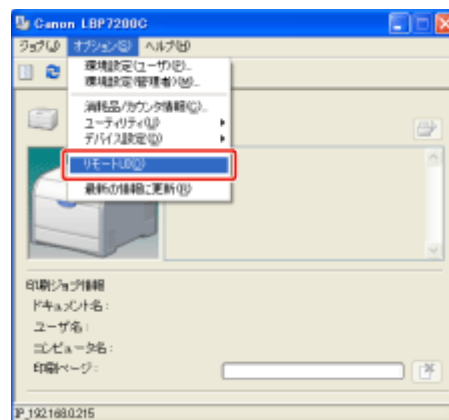 Canon LBP7200C
ジョブ(J) オプション(S) ヘルプ(H)
環境設定(ユーザ)(E)...
環境設定(管理者)(M)...
消耗品/カウンタ情報(C)...
ユーティリティ(U)
デバイス設定(D)
リモートUI(I)
最新の情報に更新(R)
印刷ジョブ情報
ドキュメント名:
ユーザ名:
コンピュータ名:
印刷ページ:
IP_192.168.0.215